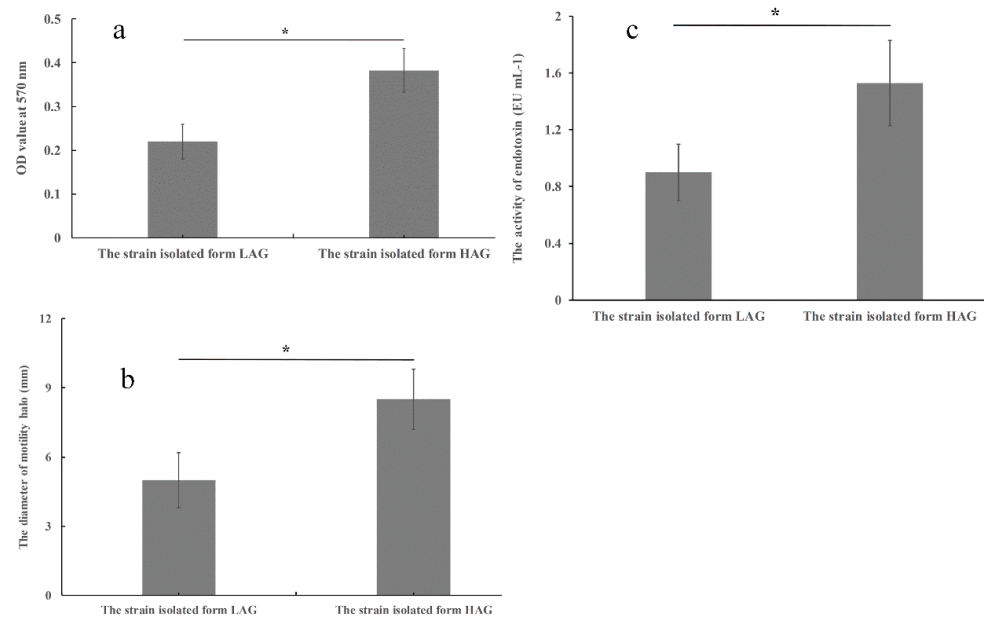 a
*
OD value at 570 nm
0.5
0.4
0.3
0.2
0.1
0
The strain isolated form LAG
The strain isolated form HAG
c
*
The activity of endotoxin (EU mL-1)
2
1.6
1.2
0.8
0.4
0
The strain isolated form LAG
The strain isolated form HAG
b
*
The diameter of motility halo (mm)
12
9
6
3
0
The strain isolated form LAG
The strain isolated form HAG